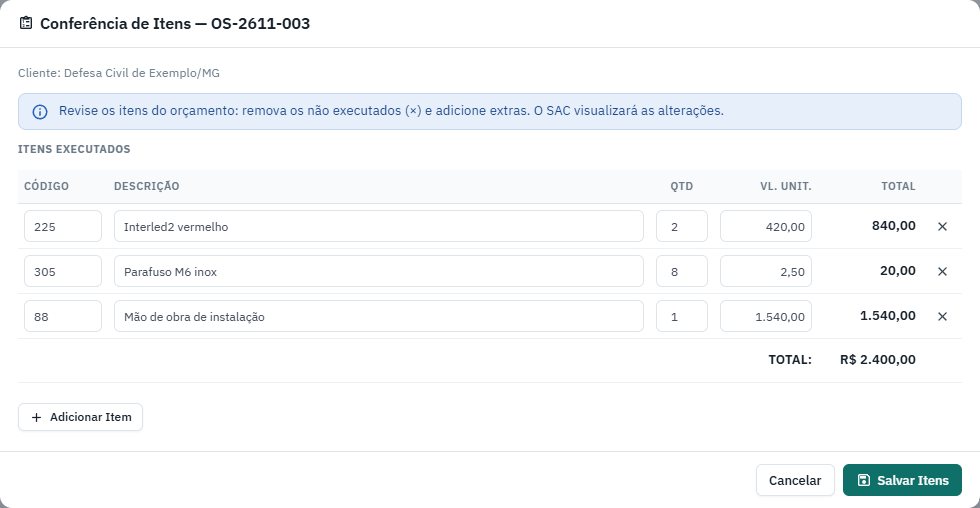 Conferência de Itens — OS-2611-003
Cliente: Defesa Civil de Exemplo/MG
Revise os itens do orçamento: remova os não executados (×) e adicione extras. O SAC visualizará as alterações.
ITENS EXECUTADOS
CÓDIGO DESCRIÇÃO QTD VL. UNIT. TOTAL
225 Interled2 vermelho 2 420,00 840,00 ×
305 Parafuso M6 inox 8 2,50 20,00 ×
88 Mão de obra de instalação 1 1.540,00 1.540,00 ×
TOTAL: R$ 2.400,00
+ Adicionar Item
Cancelar Salvar Itens